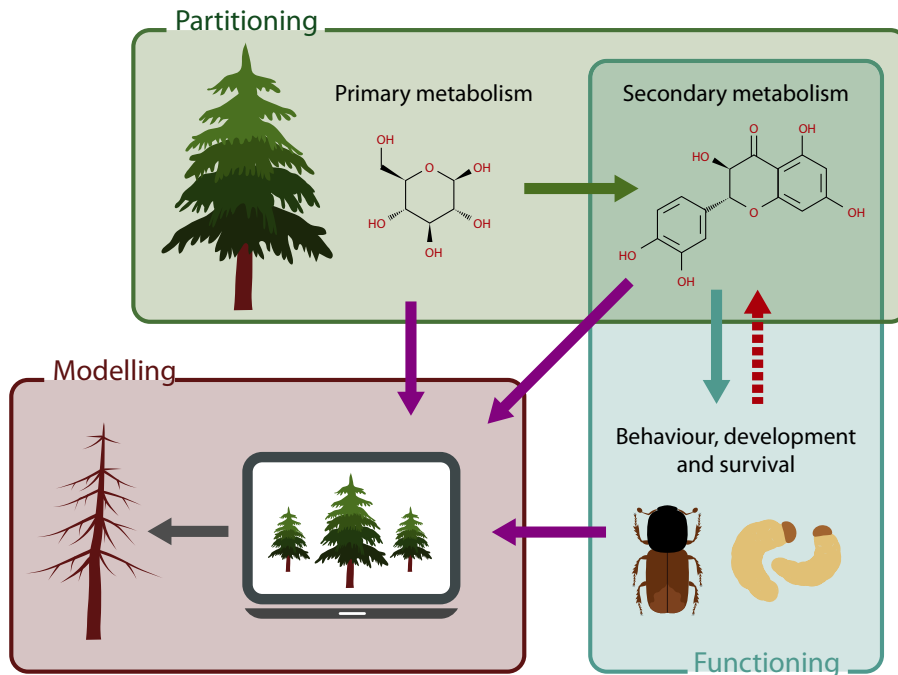 Partitioning
Primary metabolism
Secondary metabolism
OH
O
OH
HO
OH
OH
O
OH
HO
O
OH
HO
OH
Modelling
Behaviour, development
and survival
Functioning